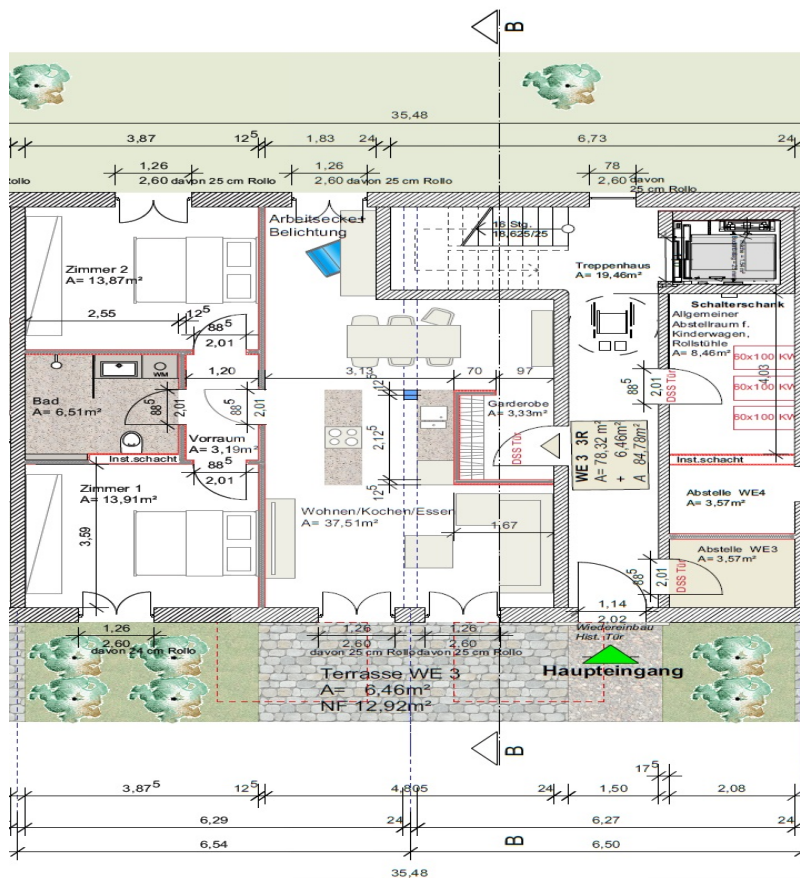 B
35,48
3,87
12⁵
1,83
24
6,73
24
1,26
2,60 davon 25 cm Rollo
1,26
2,60 davon 25 cm Rollo
78
2,60 davon
25 cm Rollo
Rollo
Arbeitsecke
Belichtung
16 Stg.
18,625/25
Zimmer 2
A= 13,87m²
Treppenhaus
A= 19,46m²
Schalterschank
Allgemeiner
Abstellraum f.
Kinderwagen,
Rollstühle
A= 8,46m²
2,55
12⁵
88⁵
2,01
60x100 KW
60x100 KW
60x100 KW
4,03
1,20
3,13
70
97
12⁵
WM
Bad
A= 6,51m²
88⁵
2,01
88⁵
2,01
Garderobe
A= 3,33m²
88⁵
2,01
DSS Tür
Vorraum
A= 3,19m²
2,12⁵
DSS Tür
WE 3 3R
A= 78,32 m²
+ 6,46m²
A 84,78m²
Inst.schacht
88⁵
2,01
Inst.schacht
Zimmer 1
A= 13,91m²
12⁵
Abstelle WE4
A= 3,57m²
Wohnen/Kochen/Essen
A= 37,51m²
1,67
3,59
Abstelle WE3
A= 3,57m²
88⁵
2,01
DSS Tür
1,14
2,02
Wiedereinbau
Hist. Tür
1,26
2,60
davon 24 cm Rollo
1,26
2,60
davon 25 cm Rollo
1,26
2,60
davon 25 cm Rollo
Haupteingang
Terrasse WE 3
A= 6,46m²
NF 12,92m²
B
17⁵
3,87⁵
12⁵
4,805
24
1,50
2,08
6,29
24
6,27
24
B
6,54
6,50
35,48